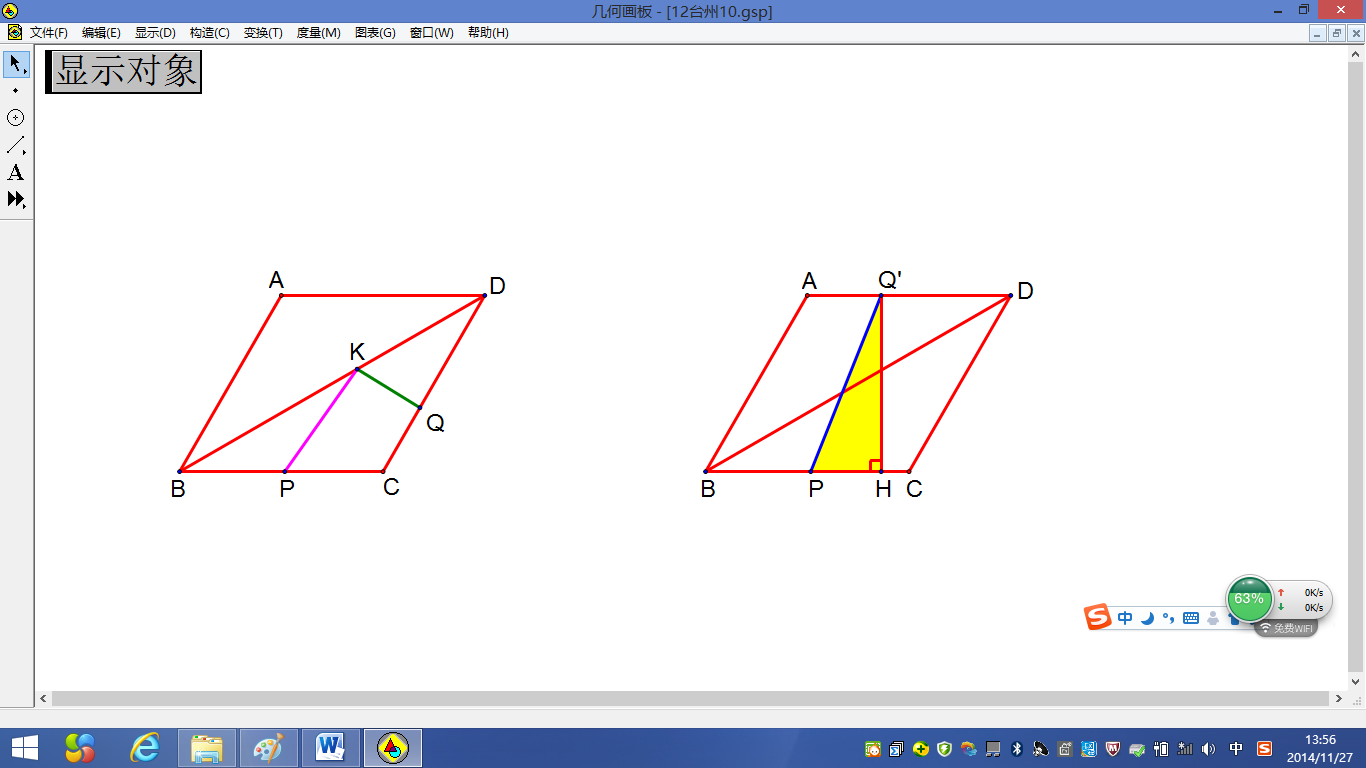 几何画板 - [12台州10.gsp]
文件(F) 编辑(E) 显示(D) 构造(C) 变换(T) 度量(M) 图表(G) 窗口(W) 帮助(H)
显示对象
A
A
D
K
Q
B
P
C
A Q'
D
B
P
H
C
63%
0K/s
0K/s
中
免费WIFI
中
13:56
2014/11/27